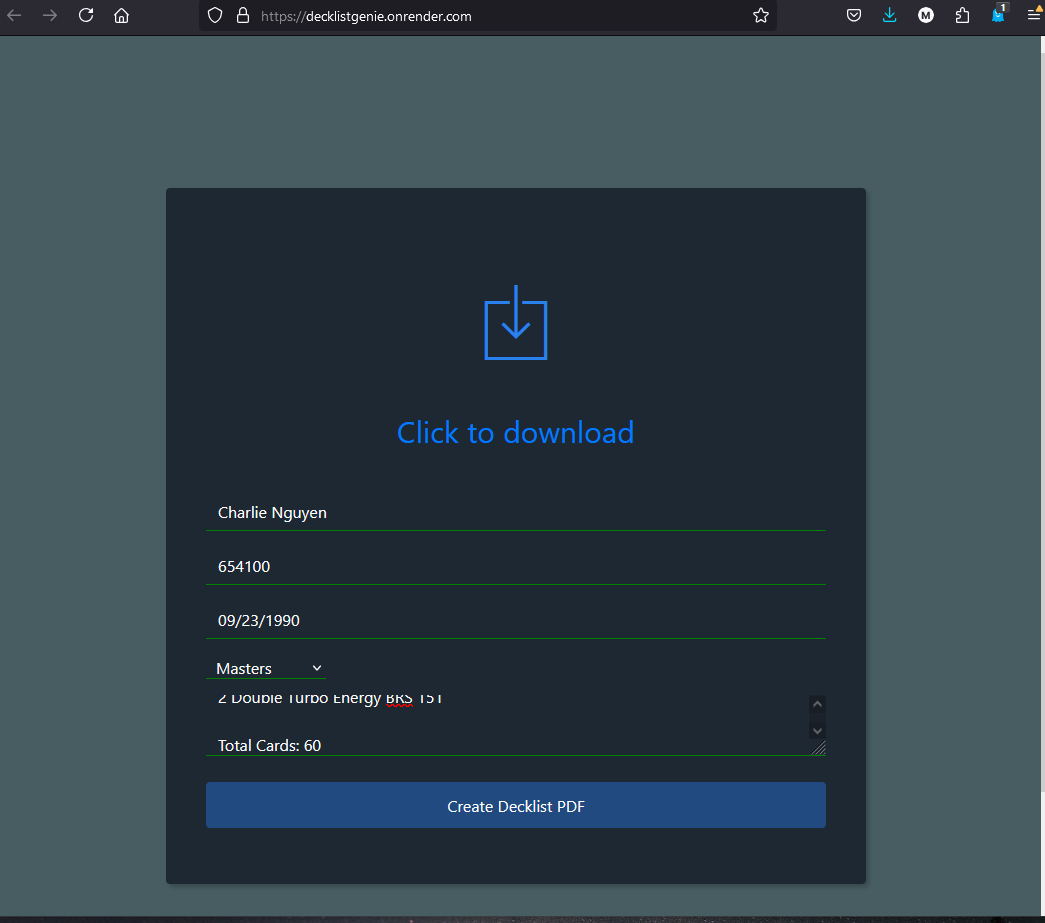 https://decklistgenie.onrender.com
M
1
Click to download
Charlie Nguyen
654100
09/23/1990
Masters
2 Double Turbo Energy BRS 151
Total Cards: 60
Create Decklist PDF